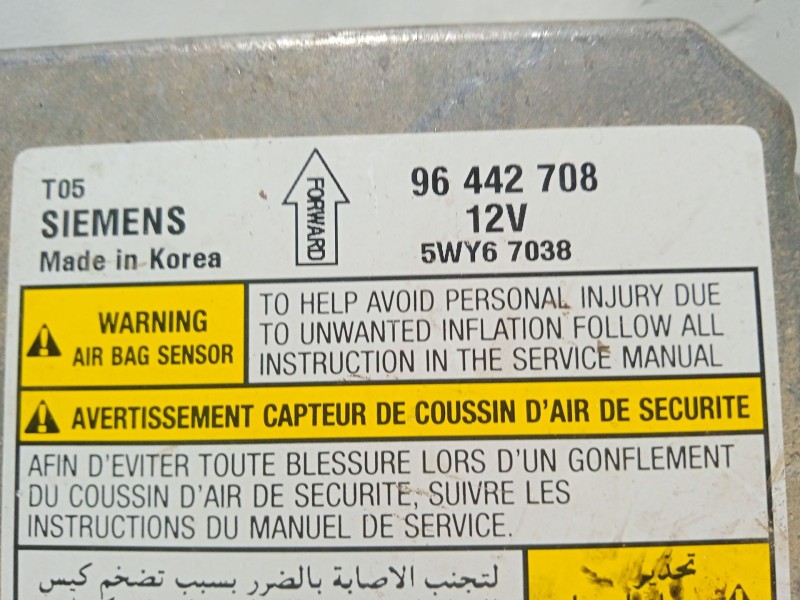 T05
SIEMENS
Made in Korea
FORWARD
96 442 708
12V
5WY6 7038
WARNING
AIR BAG SENSOR
TO HELP AVOID PERSONAL INJURY DUE
TO UNWANTED INFLATION FOLLOW ALL
INSTRUCTION IN THE SERVICE MANUAL
AVERTISSEMENT CAPTEUR DE COUSSIN D'AIR DE SECURITE
AFIN D'EVITER TOUTE BLESSURE LORS D'UN GONFLEMENT
DU COUSSIN D'AIR DE SECURITE, SUIVRE LES
INSTRUCTIONS DU MANUEL DE SERVICE.
تحذير
لتجنب الاصابة بالضرر بسبب تضخم كيس